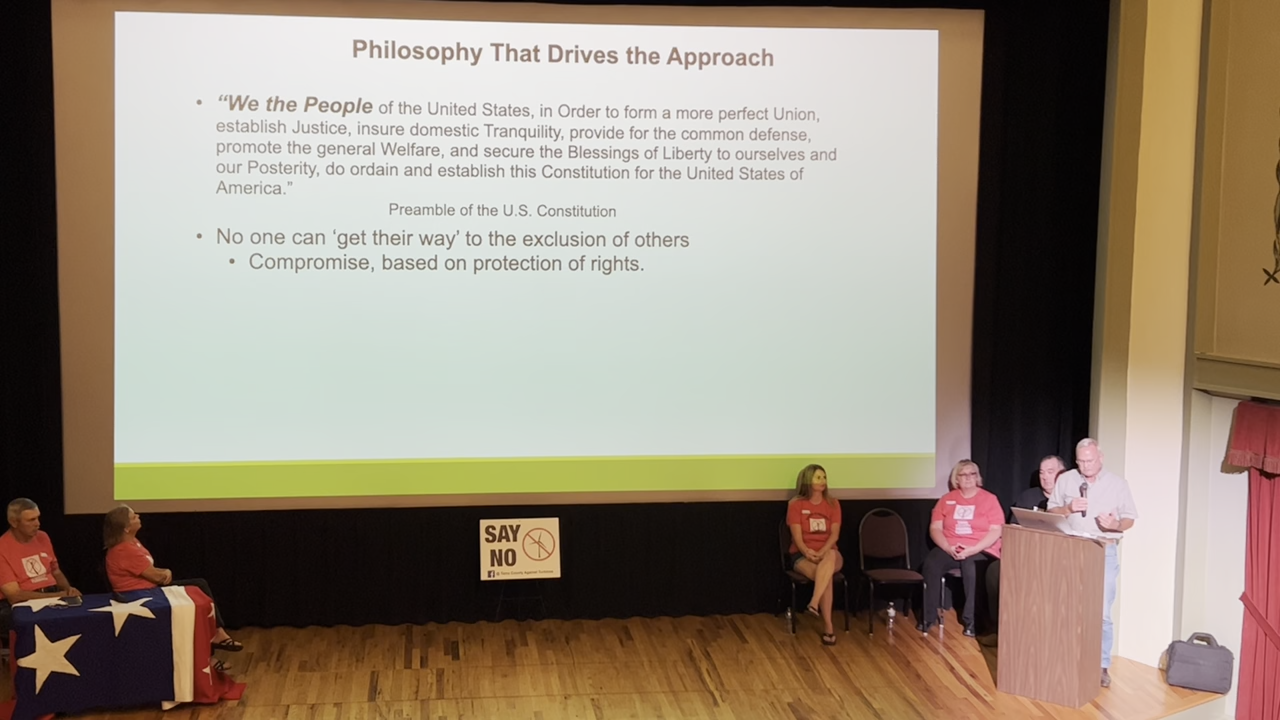 Philosophy That Drives the Approach
• “We the People of the United States, in Order to form a more perfect Union,
establish Justice, insure domestic Tranquility, provide for the common defense,
promote the general Welfare, and secure the Blessings of Liberty to ourselves and
our Posterity, do ordain and establish this Constitution for the United States of
America.”
Preamble of the U.S. Constitution
• No one can ‘get their way’ to the exclusion of others
• Compromise, based on protection of rights.
SAY
NO
County Against Turbines